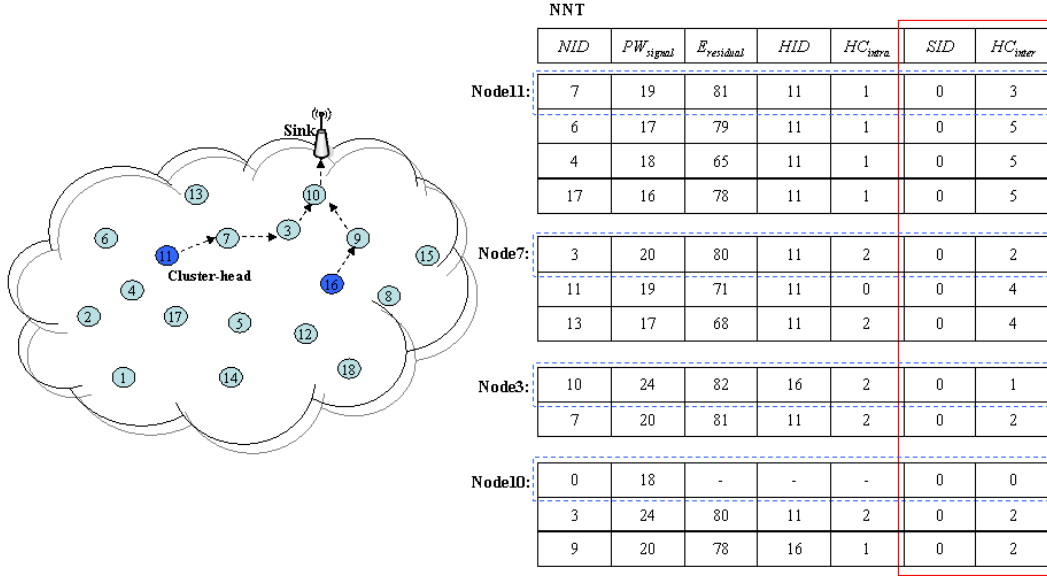 NNT
NID PW_signal E_residual HID HC_intra SID HC_inter
Node11: 7 19 81 11 1 0 3
6 17 79 11 1 0 5
4 18 65 11 1 0 5
17 16 78 11 1 0 5
Node7: 3 20 80 11 2 0 2
11 19 71 11 0 0 4
13 17 68 11 2 0 4
Node3: 10 24 82 16 2 0 1
7 20 81 11 2 0 2
Node10: 0 18 - - - 0 0
3 24 80 11 2 0 2
9 20 78 16 1 0 2
Sink
13
10
6
11
7
3
9
15
Cluster-head
4
16
8
2
17
5
12
1
14
18